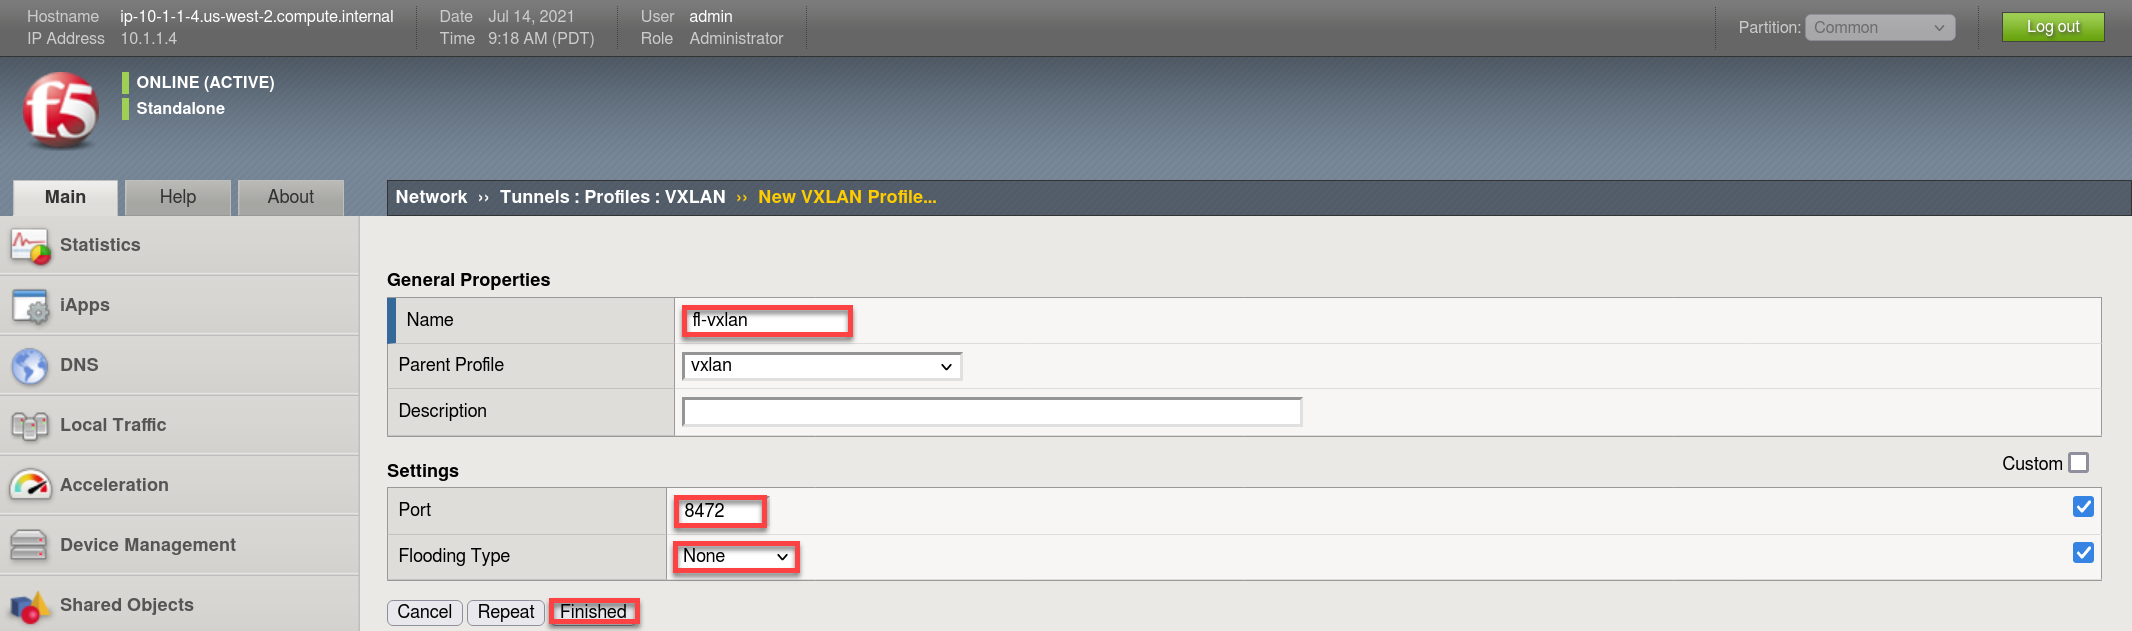 Hostname ip-10-1-1-4.us-west-2.compute.internal Date Jul 14, 2021 User admin
IP Address 10.1.1.4 Time 9:18 AM (PDT) Role Administrator
Partition: Common Log out
f5
ONLINE (ACTIVE)
Standalone
Main Help About
Network ›› Tunnels : Profiles : VXLAN ›› New VXLAN Profile...
Statistics
iApps
DNS
Local Traffic
Acceleration
Device Management
Shared Objects
General Properties
Name fl-vxlan
Parent Profile vxlan
Description
Settings Custom
Port 8472
Flooding Type None
Cancel Repeat Finished